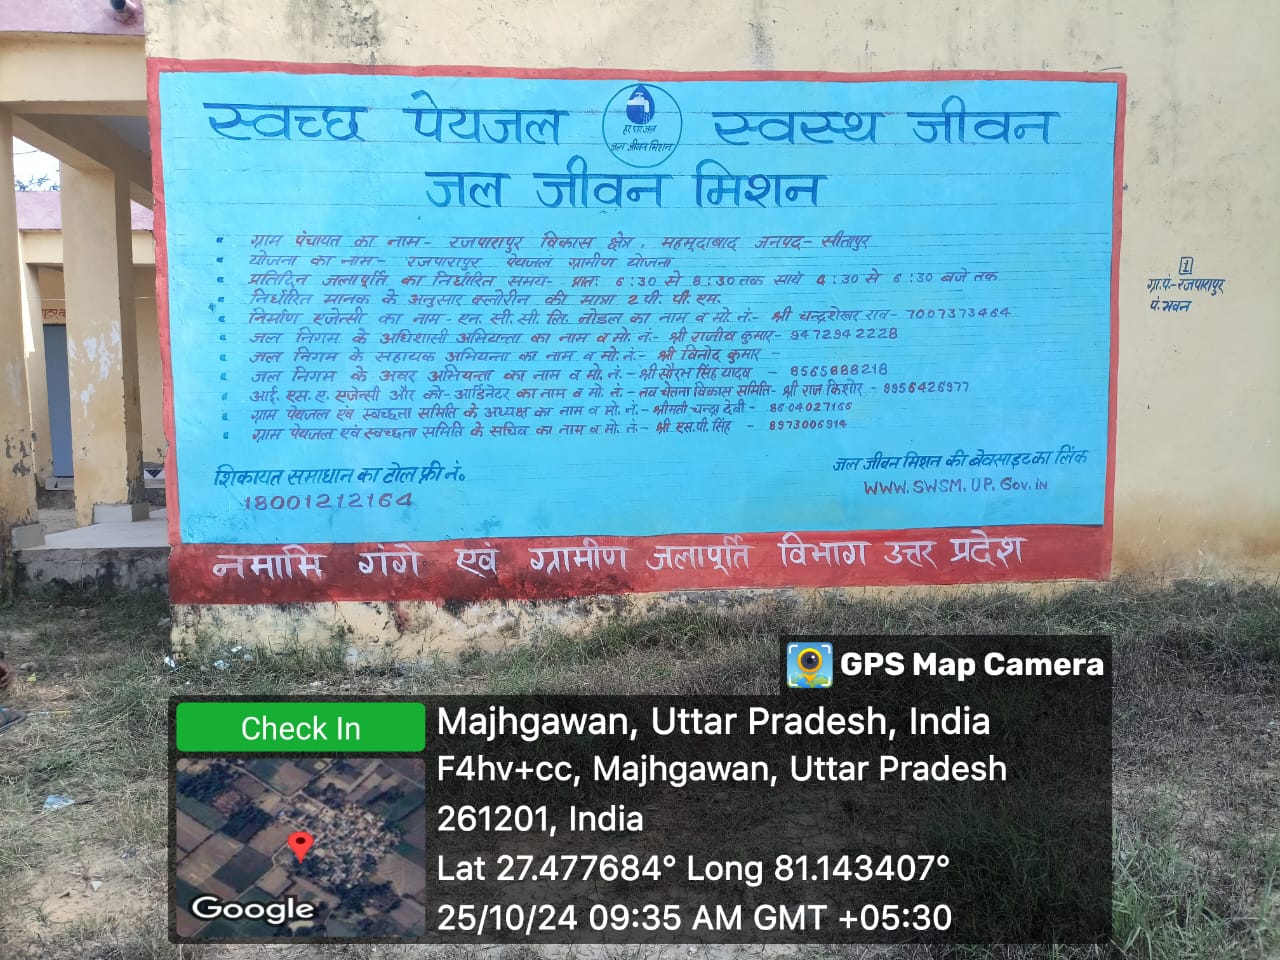 स्वच्छ पेयजल स्वस्थ जीवन
हर घर जल
जल जीवन मिशन
जल जीवन मिशन
ग्राम पंचायत का नाम- रजपारापुर विकास क्षेत्र, महमूदाबाद जनपद- सीतापुर
योजना का नाम- रजपारापुर पेयजल ग्रामीण योजना
प्रतिदिन जलापूर्ति का निर्धारित समय- प्रातः 6:30 से 8:30 तक सायं 4:30 से 6:30 बजे तक
निर्धारित मानक के अनुसार क्लोरीन की मात्रा 2 पी. पी. एम.
निर्माण एजेन्सी का नाम- एन. सी. सी. लि. नोडल का नाम व मो. नं.- श्री चन्द्रशेखर राव- 7007373464
जल निगम के अधिशासी अभियन्ता का नाम व मो. नं.- श्री राजीव कुमार- 9472942228
जल निगम के सहायक अभियन्ता का नाम व मो. नं.- श्री विनोद कुमार -
जल निगम के अवर अभियन्ता का नाम व मो. नं.- श्री सौरभ सिंह यादव - 8565888218
आई. एस. ए. एजेन्सी और को-आर्डिनेटर का नाम व मो. नं.- नव चेतना विकास समिति- श्री राज किशोर - 9956426977
ग्राम पेयजल एवं स्वच्छता समिति के अध्यक्ष का नाम व मो. नं.- श्रीमती चन्द्रा देवी- 8604027166
ग्राम पेयजल एवं स्वच्छता समिति के सचिव का नाम व मो. नं.- श्री एस.पी. सिंह - 8973006914
शिकायत समाधान का टोल फ्री नं.
18001212164
जल जीवन मिशन की बेवसाइट का लिंक
WWW.SWSM.UP.Gov.in
नमामि गंगे एवं ग्रामीण जलापूर्ति विभाग उत्तर प्रदेश
1
ग्रा.पं.- रजपारापुर
पं. भवन
GPS Map Camera
Check In
Majhgawan, Uttar Pradesh, India
F4hv+cc, Majhgawan, Uttar Pradesh
261201, India
Lat 27.477684° Long 81.143407°
25/10/24 09:35 AM GMT +05:30
Google